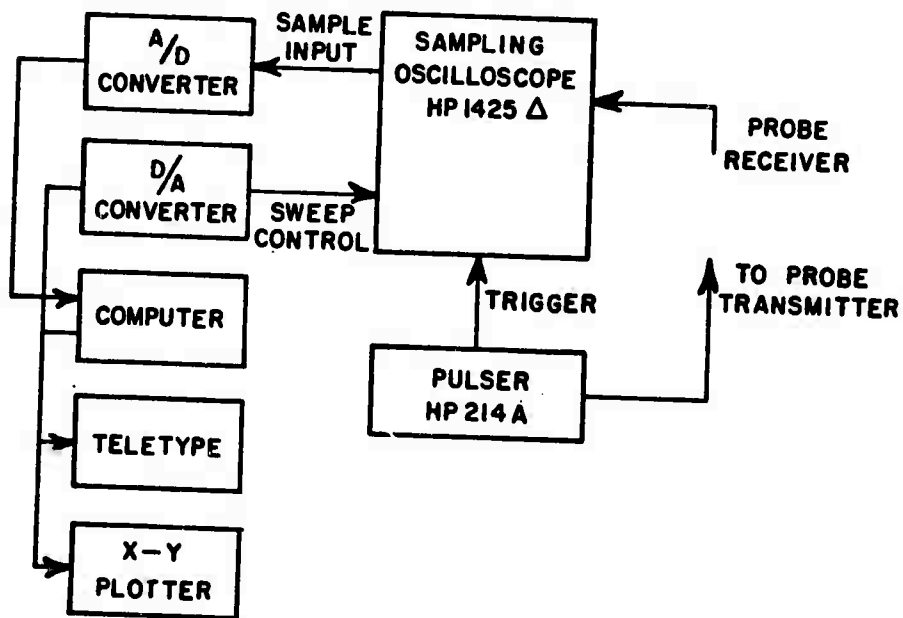 A/D
CONVERTER
SAMPLE
INPUT
SAMPLING
OSCILLOSCOPE
HP 1425 Δ
PROBE
RECEIVER
D/A
CONVERTER
SWEEP
CONTROL
TO PROBE
TRANSMITTER
TRIGGER
COMPUTER
PULSER
HP 214A
TELETYPE
X-Y
PLOTTER